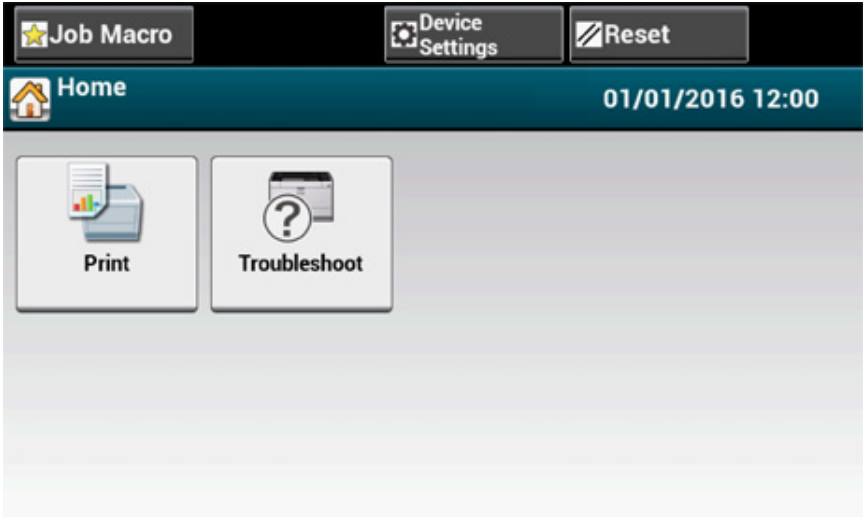 Job Macro
Device
Settings
Reset
Home
01/01/2016 12:00
Print
Troubleshoot